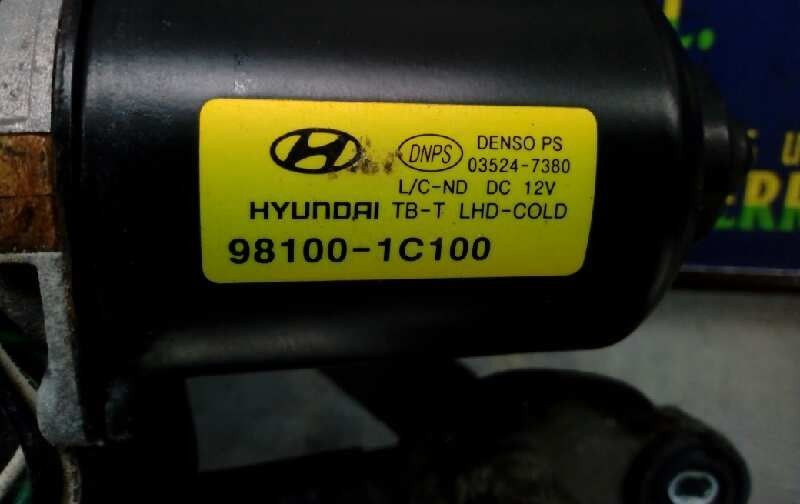 DNPS DENSO PS
03524-7380
L/C-ND DC 12V
HYUNDAI TB-T LHD-COLD
98100-1C100